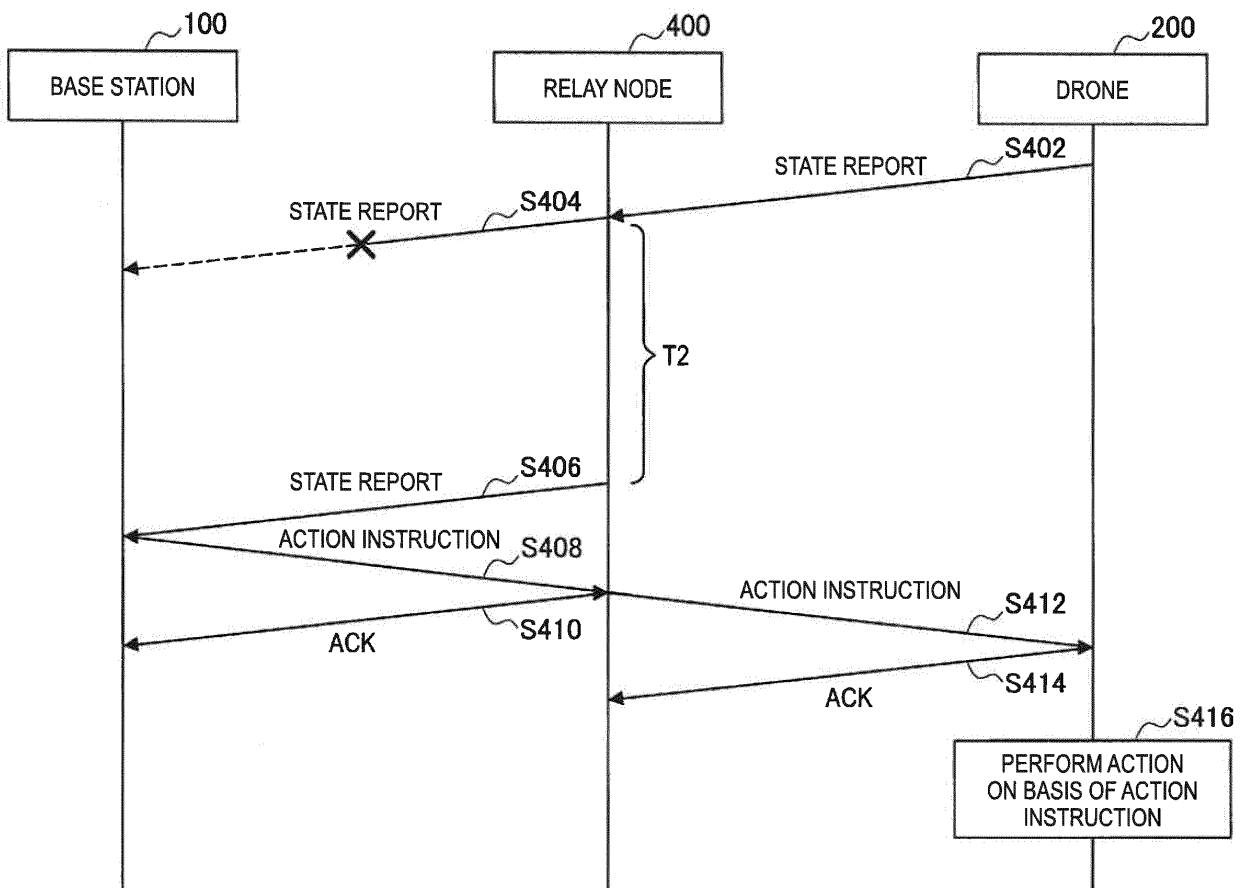 100
400
200
BASE STATION
RELAY NODE
DRONE
S402
STATE REPORT
S404
STATE REPORT
T2
S406
STATE REPORT
ACTION INSTRUCTION
S408
ACTION INSTRUCTION
S412
S410
ACK
S414
ACK
S416
PERFORM ACTION
ON BASIS OF ACTION
INSTRUCTION